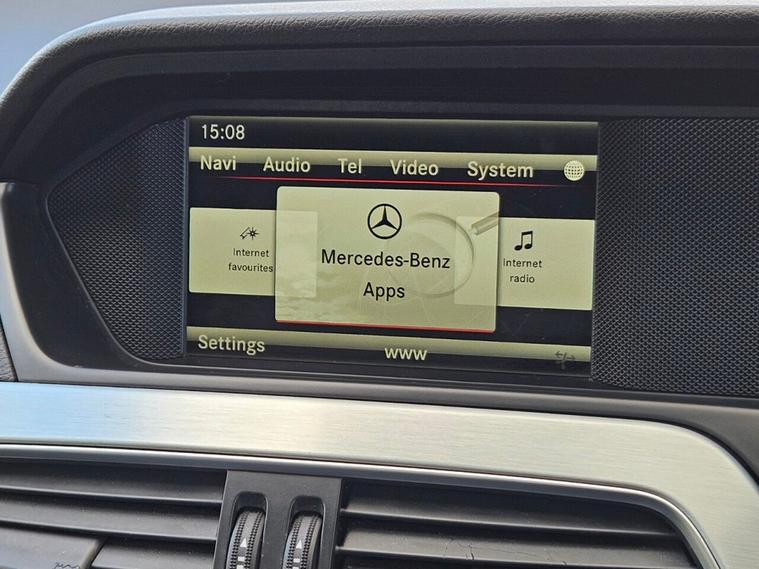 15:08
Navi Audio Tel Video System
Internet
favourites
Mercedes-Benz
Apps
Internet
radio
Settings www